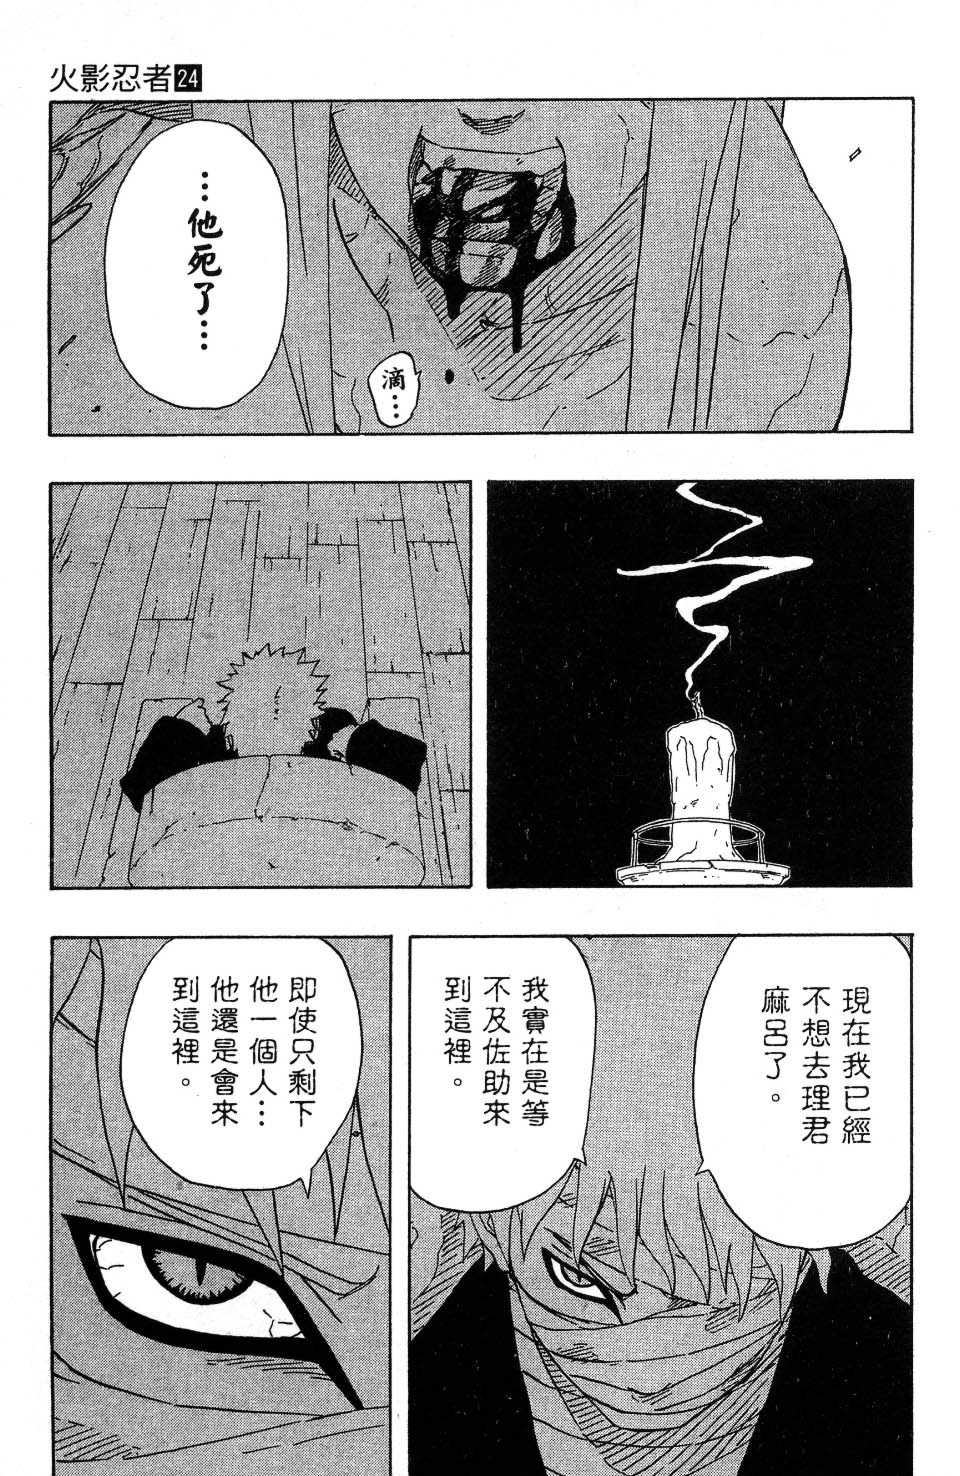 火影忍者24
…他死了…
滴…
現在我已經
不想去理君
麻呂了。
我實在是等
不及佐助來
到這裡。
即使只剩下
他一個人…
他還是會來
到這裡。